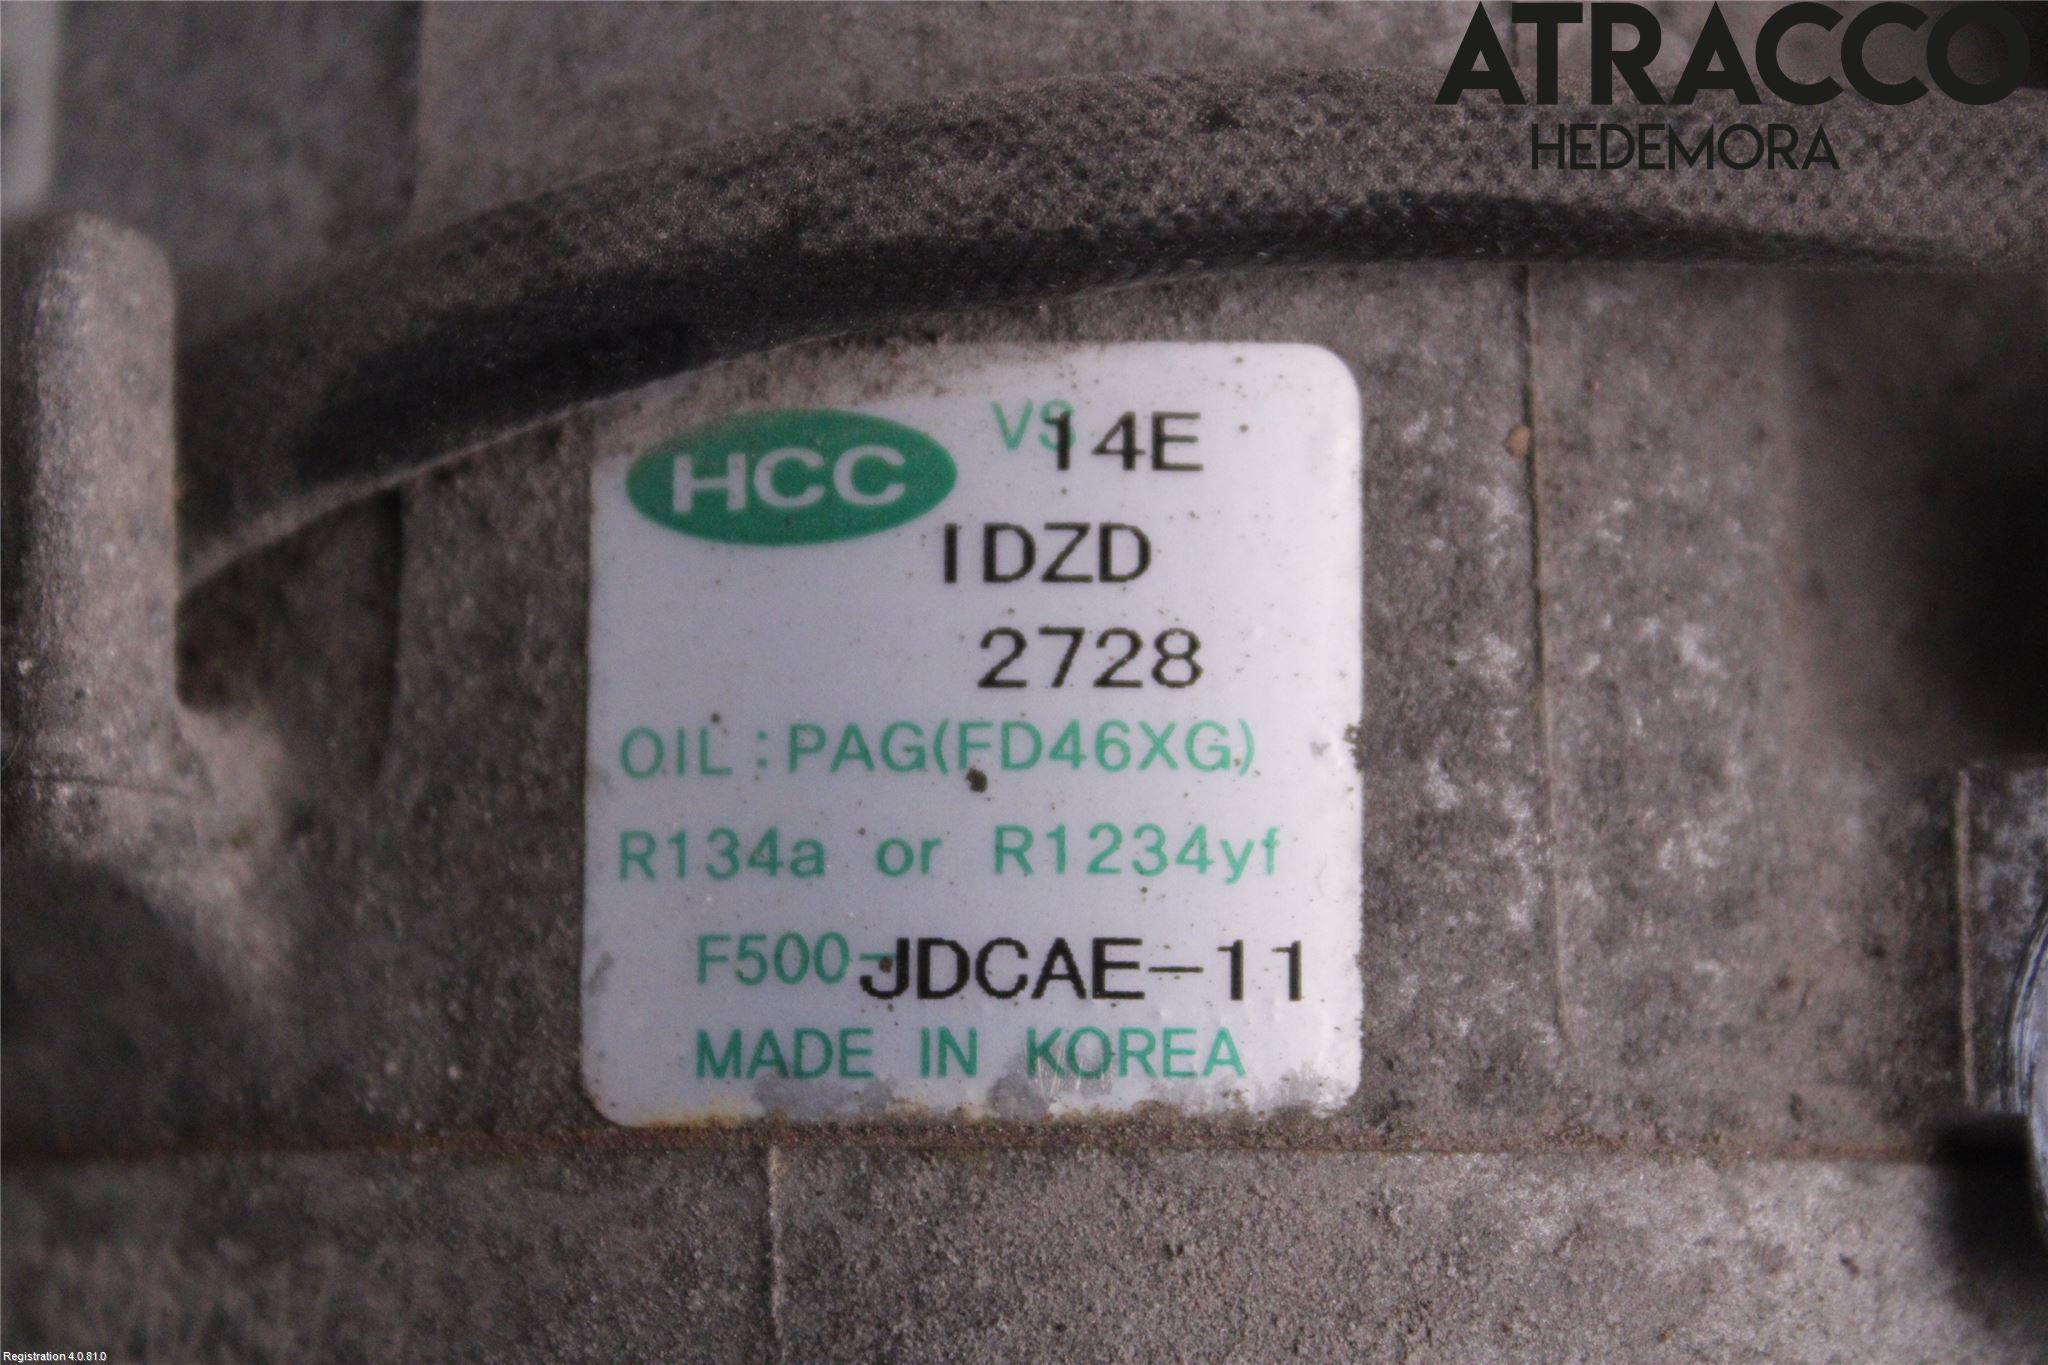 ATRACCO
HEDEMORA
HCC VS 14E
IDZD
2728
OIL : PAG(FD46XG)
R134a or R1234yf
F500-JDCAE-11
MADE IN KOREA
Registration 4.0.81.0